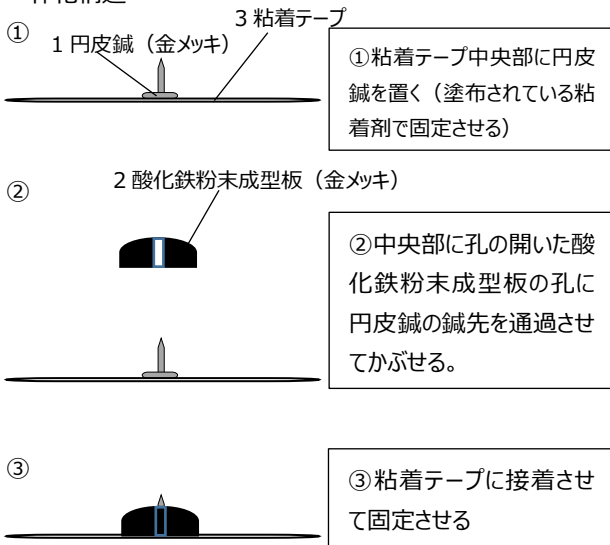 ①
3 粘着テープ
1 円皮鍼（金メッキ）
①粘着テープ中央部に円皮
鍼を置く（塗布されている粘
着剤で固定させる）
②
2 酸化鉄粉末成型板（金メッキ）
②中央部に孔の開いた酸
化鉄粉末成型板の孔に
円皮鍼の鍼先を通過させ
てかぶせる。
③
③粘着テープに接着させ
て固定させる